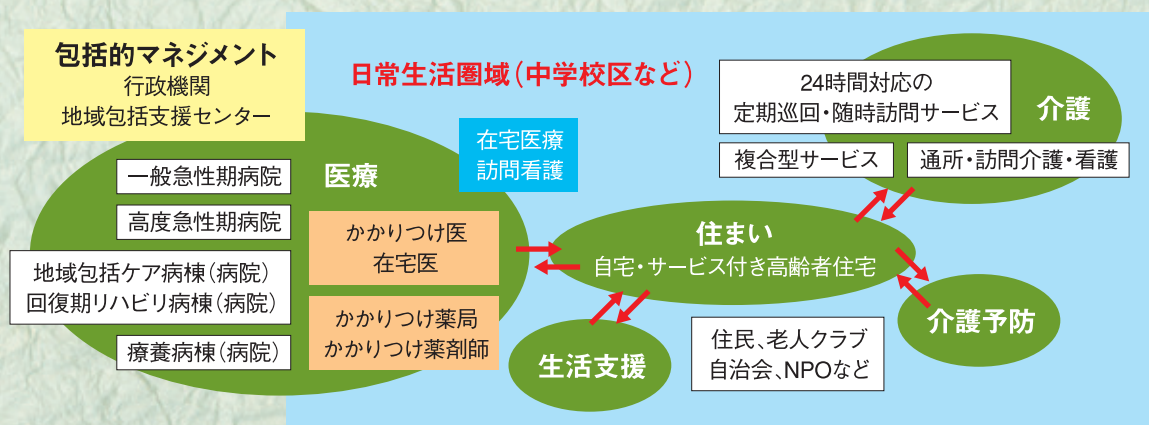 包括的マネジメント
行政機関
地域包括支援センター
日常生活圏域(中学校区など)
医療
一般急性期病院
高度急性期病院
地域包括ケア病棟(病院)
回復期リハビリ病棟(病院)
療養病棟(病院)
在宅医療
訪問看護
かかりつけ医
在宅医
かかりつけ薬局
かかりつけ薬剤師
24時間対応の
定期巡回・随時訪問サービス
介護
複合型サービス
通所・訪問介護・看護
住まい
自宅・サービス付き高齢者住宅
介護予防
生活支援
住民、老人クラブ
自治会、NPOなど